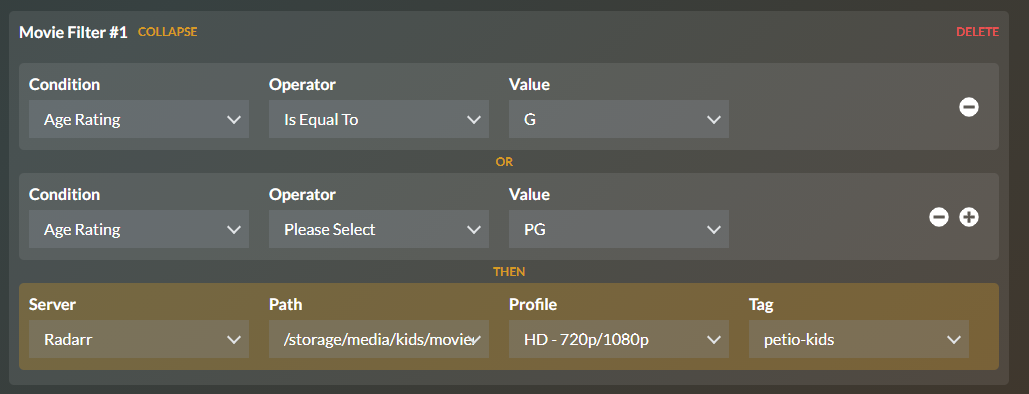 Movie Filter #1 COLLAPSE DELETE
Condition Operator Value
Age Rating Is Equal To G
OR
Condition Operator Value
Age Rating Please Select PG
THEN
Server Path Profile Tag
Radarr /storage/media/kids/movie HD - 720p/1080p petio-kids